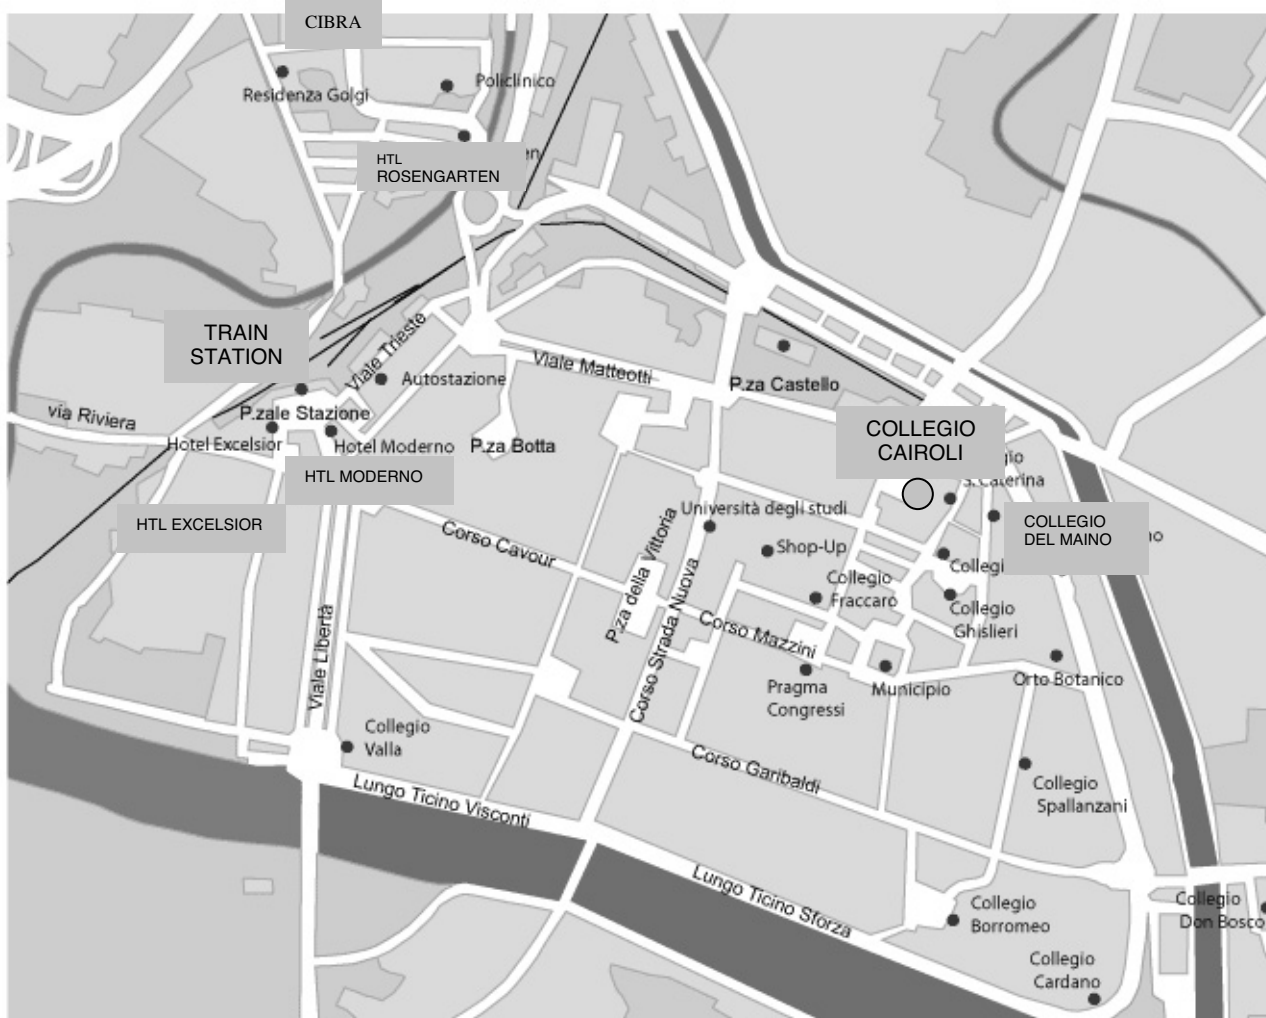 CIBRA
Policlinico
Residenza Golgi
en
HTL
ROSENGARTEN
TRAIN
STATION
Viale Trieste
Viale Matteotti
Autostazione
P.za Castello
via Riviera
P.zale Stazione
Hotel Excelsior
Hotel Moderno
P.za Botta
COLLEGIO
CAIROLI
gio
S. Caterina
HTL MODERNO
HTL EXCELSIOR
Università degli studi
COLLEGIO
DEL MAINO
no
Corso Cavour
P.za della Vittoria
Shop-Up
Collegi
Collegio
Fraccaro
Corso Strada Nuova
Collegio
Ghislieri
Corso Mazzini
Viale Libertà
Pragma
Congressi
Municipio
Orto Botanico
Collegio
Valla
Corso Garibaldi
Collegio
Spallanzani
Lungo Ticino Visconti
Lungo Ticino Sforza
Collegio
Borromeo
Collegio
Don Bosco
Collegio
Cardano